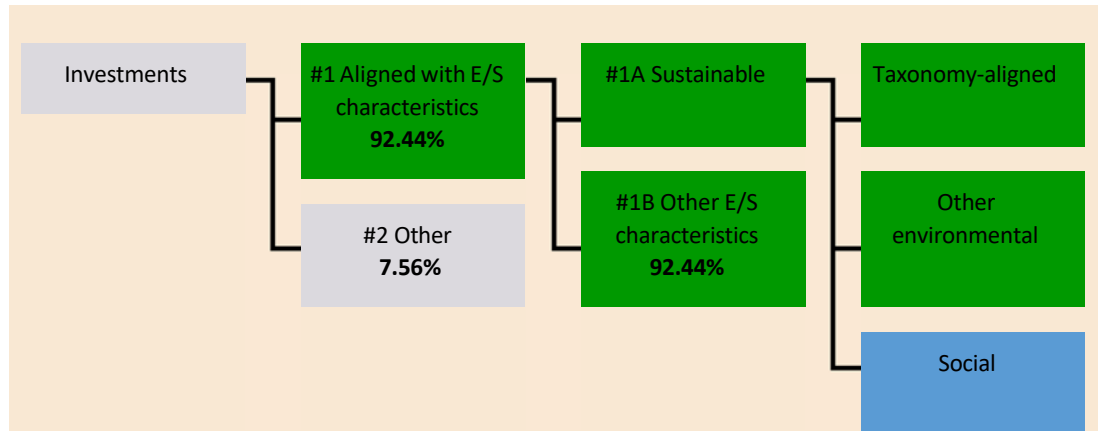 Investments
#1 Aligned with E/S
characteristics
92.44%
#2 Other
7.56%
#1A Sustainable
#1B Other E/S
characteristics
92.44%
Taxonomy-aligned
Other
environmental
Social